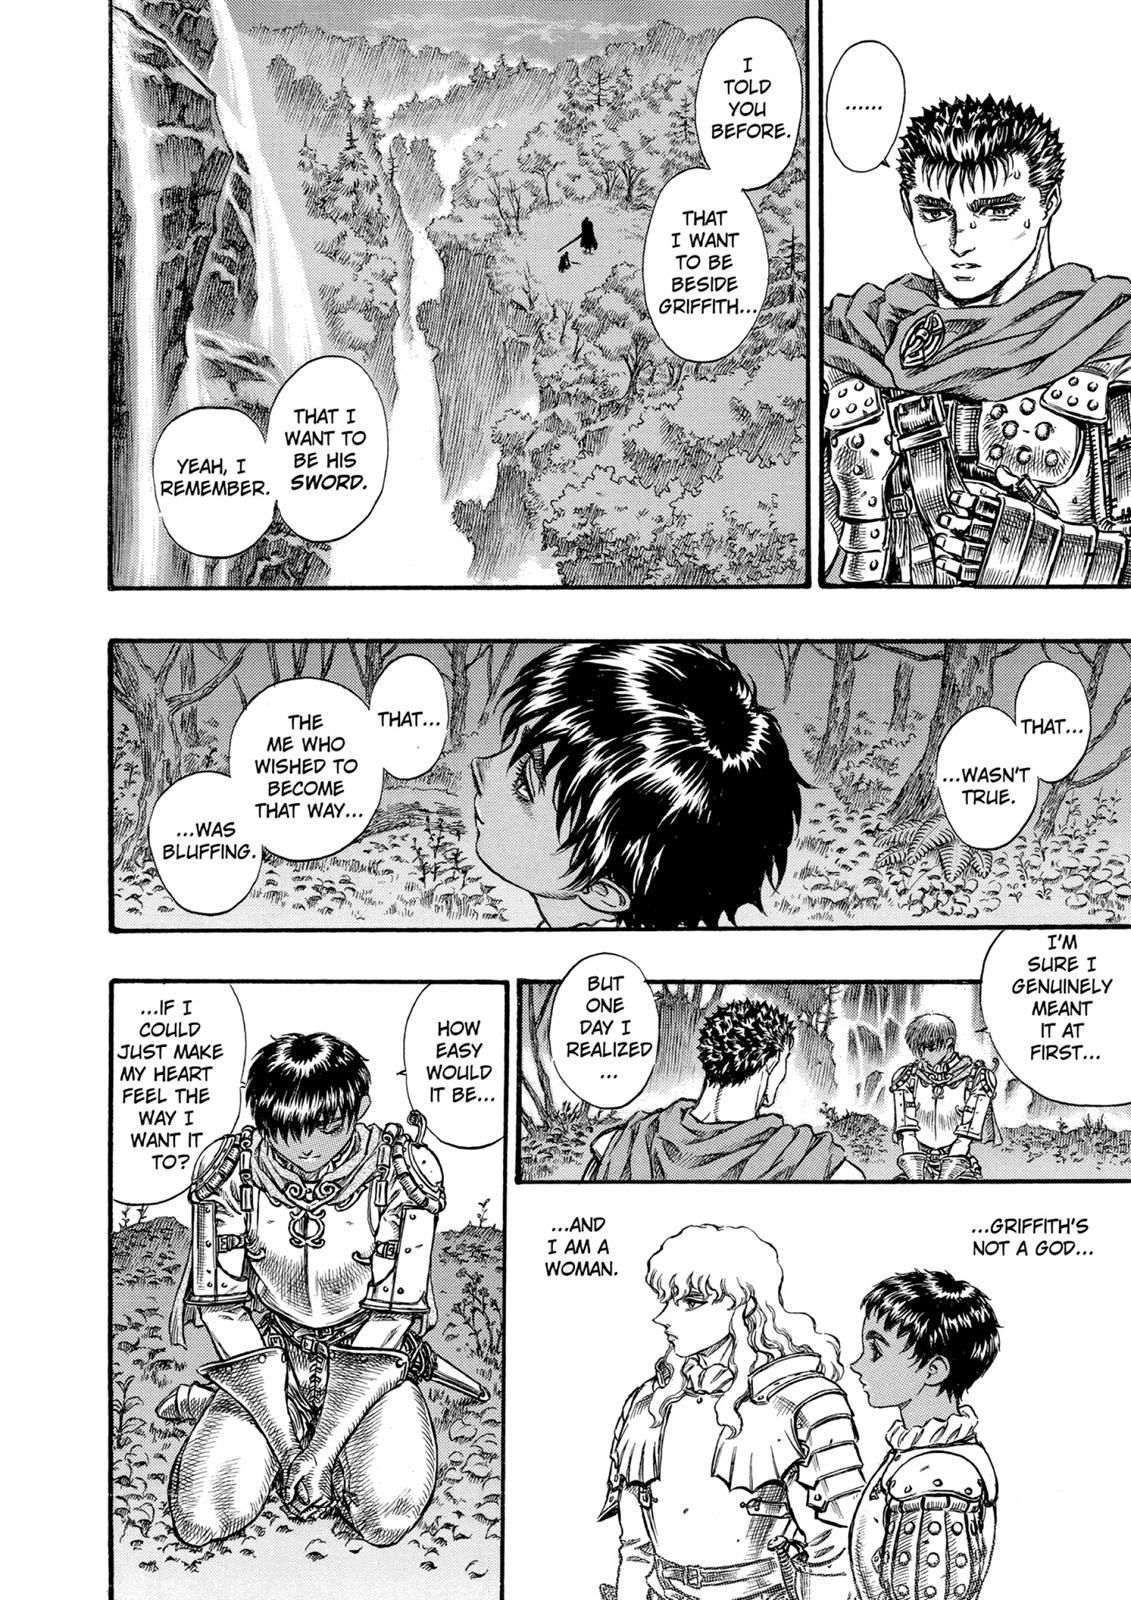 ......
I
TOLD
YOU
BEFORE.
THAT
I WANT
TO BE
BESIDE
GRIFFITH...
THAT I
WANT TO
BE HIS
SWORD.
YEAH, I
REMEMBER.
THAT...
...WASN'T
TRUE.
THAT...
THE
ME WHO
WISHED TO
BECOME
THAT WAY...
...WAS
BLUFFING.
I'M
SURE I
GENUINELY
MEANT
IT AT
FIRST...
BUT
ONE
DAY I
REALIZED
...
...GRIFFITH'S
NOT A GOD...
...AND
I AM A
WOMAN.
HOW
EASY
WOULD
IT BE...
...IF I
COULD
JUST MAKE
MY HEART
FEEL THE
WAY I
WANT IT
TO?